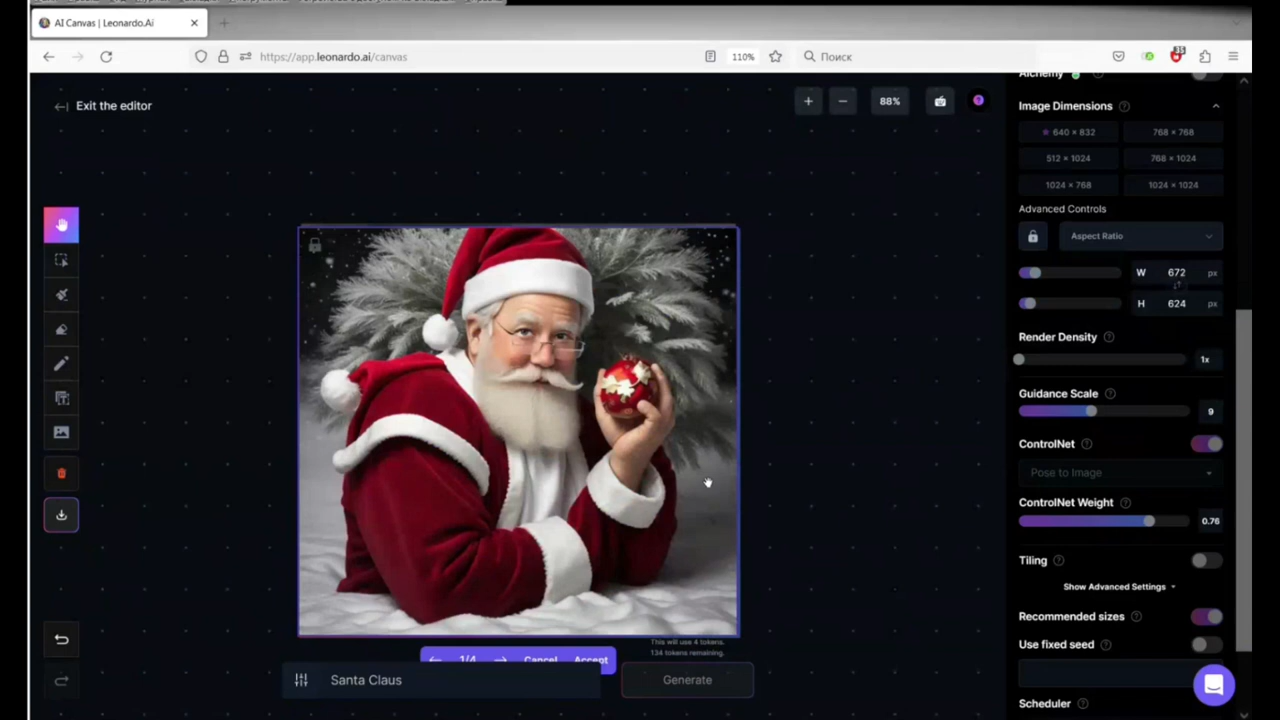 AI Canvas | Leonardo.Ai
https://app.leonardo.ai/canvas
110%
Поиск
35
Exit the editor
88%
Alchemy
Image Dimensions
640 × 832
768 × 768
512 × 1024
768 × 1024
1024 × 768
1024 × 1024
Advanced Controls
Aspect Ratio
W 672 px
H 624 px
Render Density
1x
Guidance Scale
9
ControlNet
Pose to Image
ControlNet Weight
0.76
Tiling
Show Advanced Settings
Recommended sizes
Use fixed seed
Scheduler
This will use 4 tokens.
134 tokens remaining.
1/4
Cancel
Accept
Santa Claus
Generate